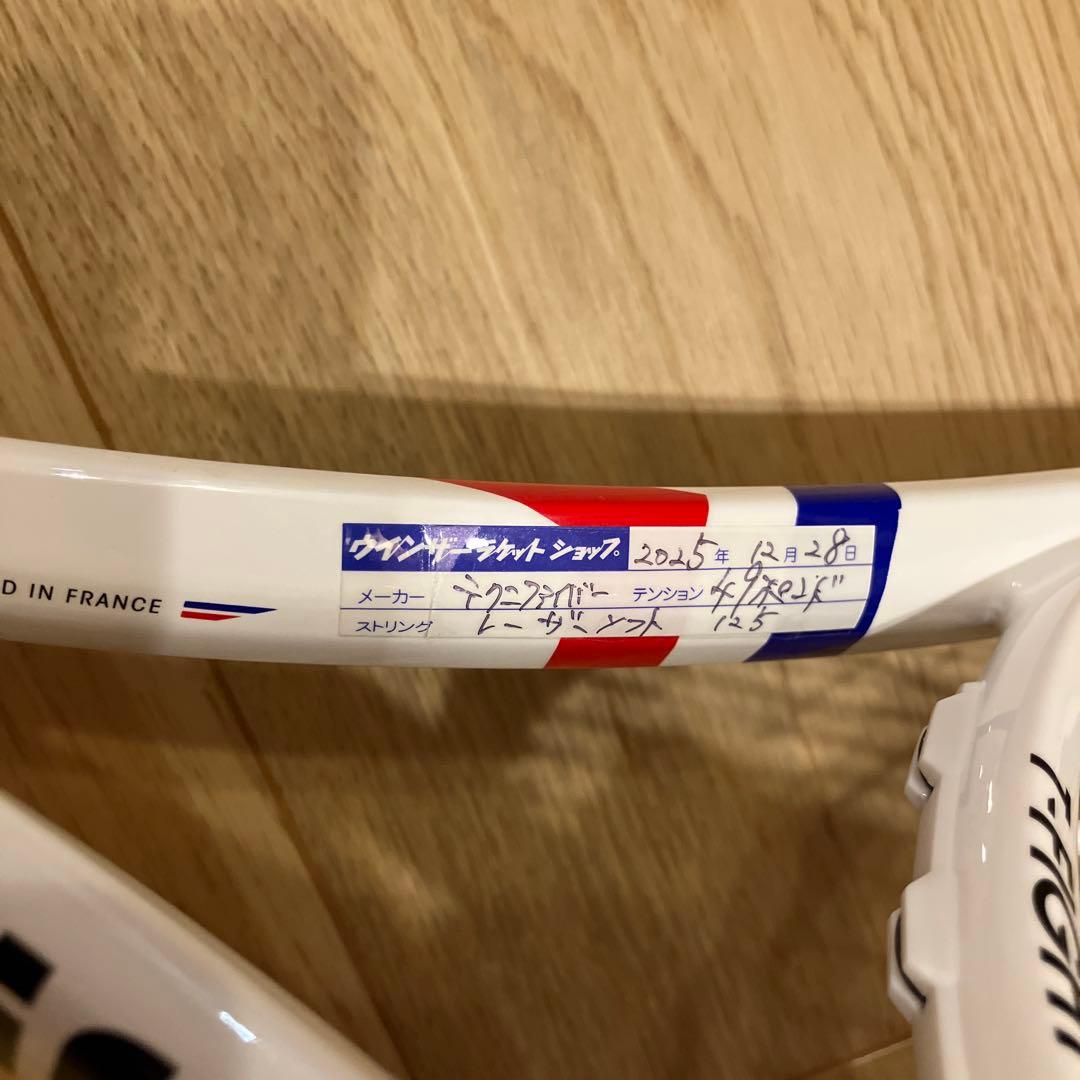 ウインザーラケットショップ。 2025年 12月28日
メーカー テクニファイバー テンション 49ポンド
ストリング レーザーソフト 125
D IN FRANCE
T-FIGHT